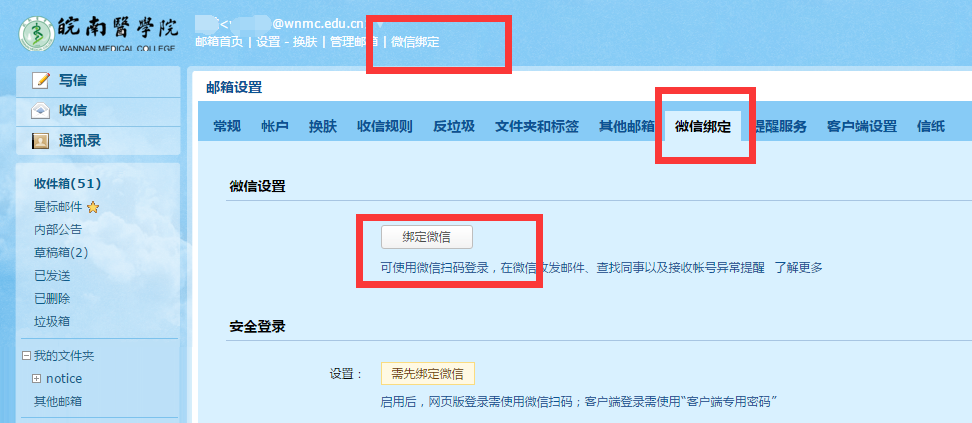 皖南醫學院
WANNAN MEDICAL COLLEGE
@wnmc.edu.cn
邮箱首页 | 设置 - 换肤 | 管理邮箱 | 微信绑定
写信
收信
通讯录
收件箱(51)
星标邮件
内部公告
草稿箱(2)
已发送
已删除
垃圾箱
我的文件夹
notice
其他邮箱
邮箱设置
常规 帐户 换肤 收信规则 反垃圾 文件夹和标签 其他邮箱 微信绑定 提醒服务 客户端设置 信纸
微信设置
绑定微信
可使用微信扫码登录，在微信收发邮件、查找同事以及接收帐号异常提醒 了解更多
安全登录
设置： 需先绑定微信
启用后，网页版登录需使用微信扫码；客户端登录需使用“客户端专用密码”